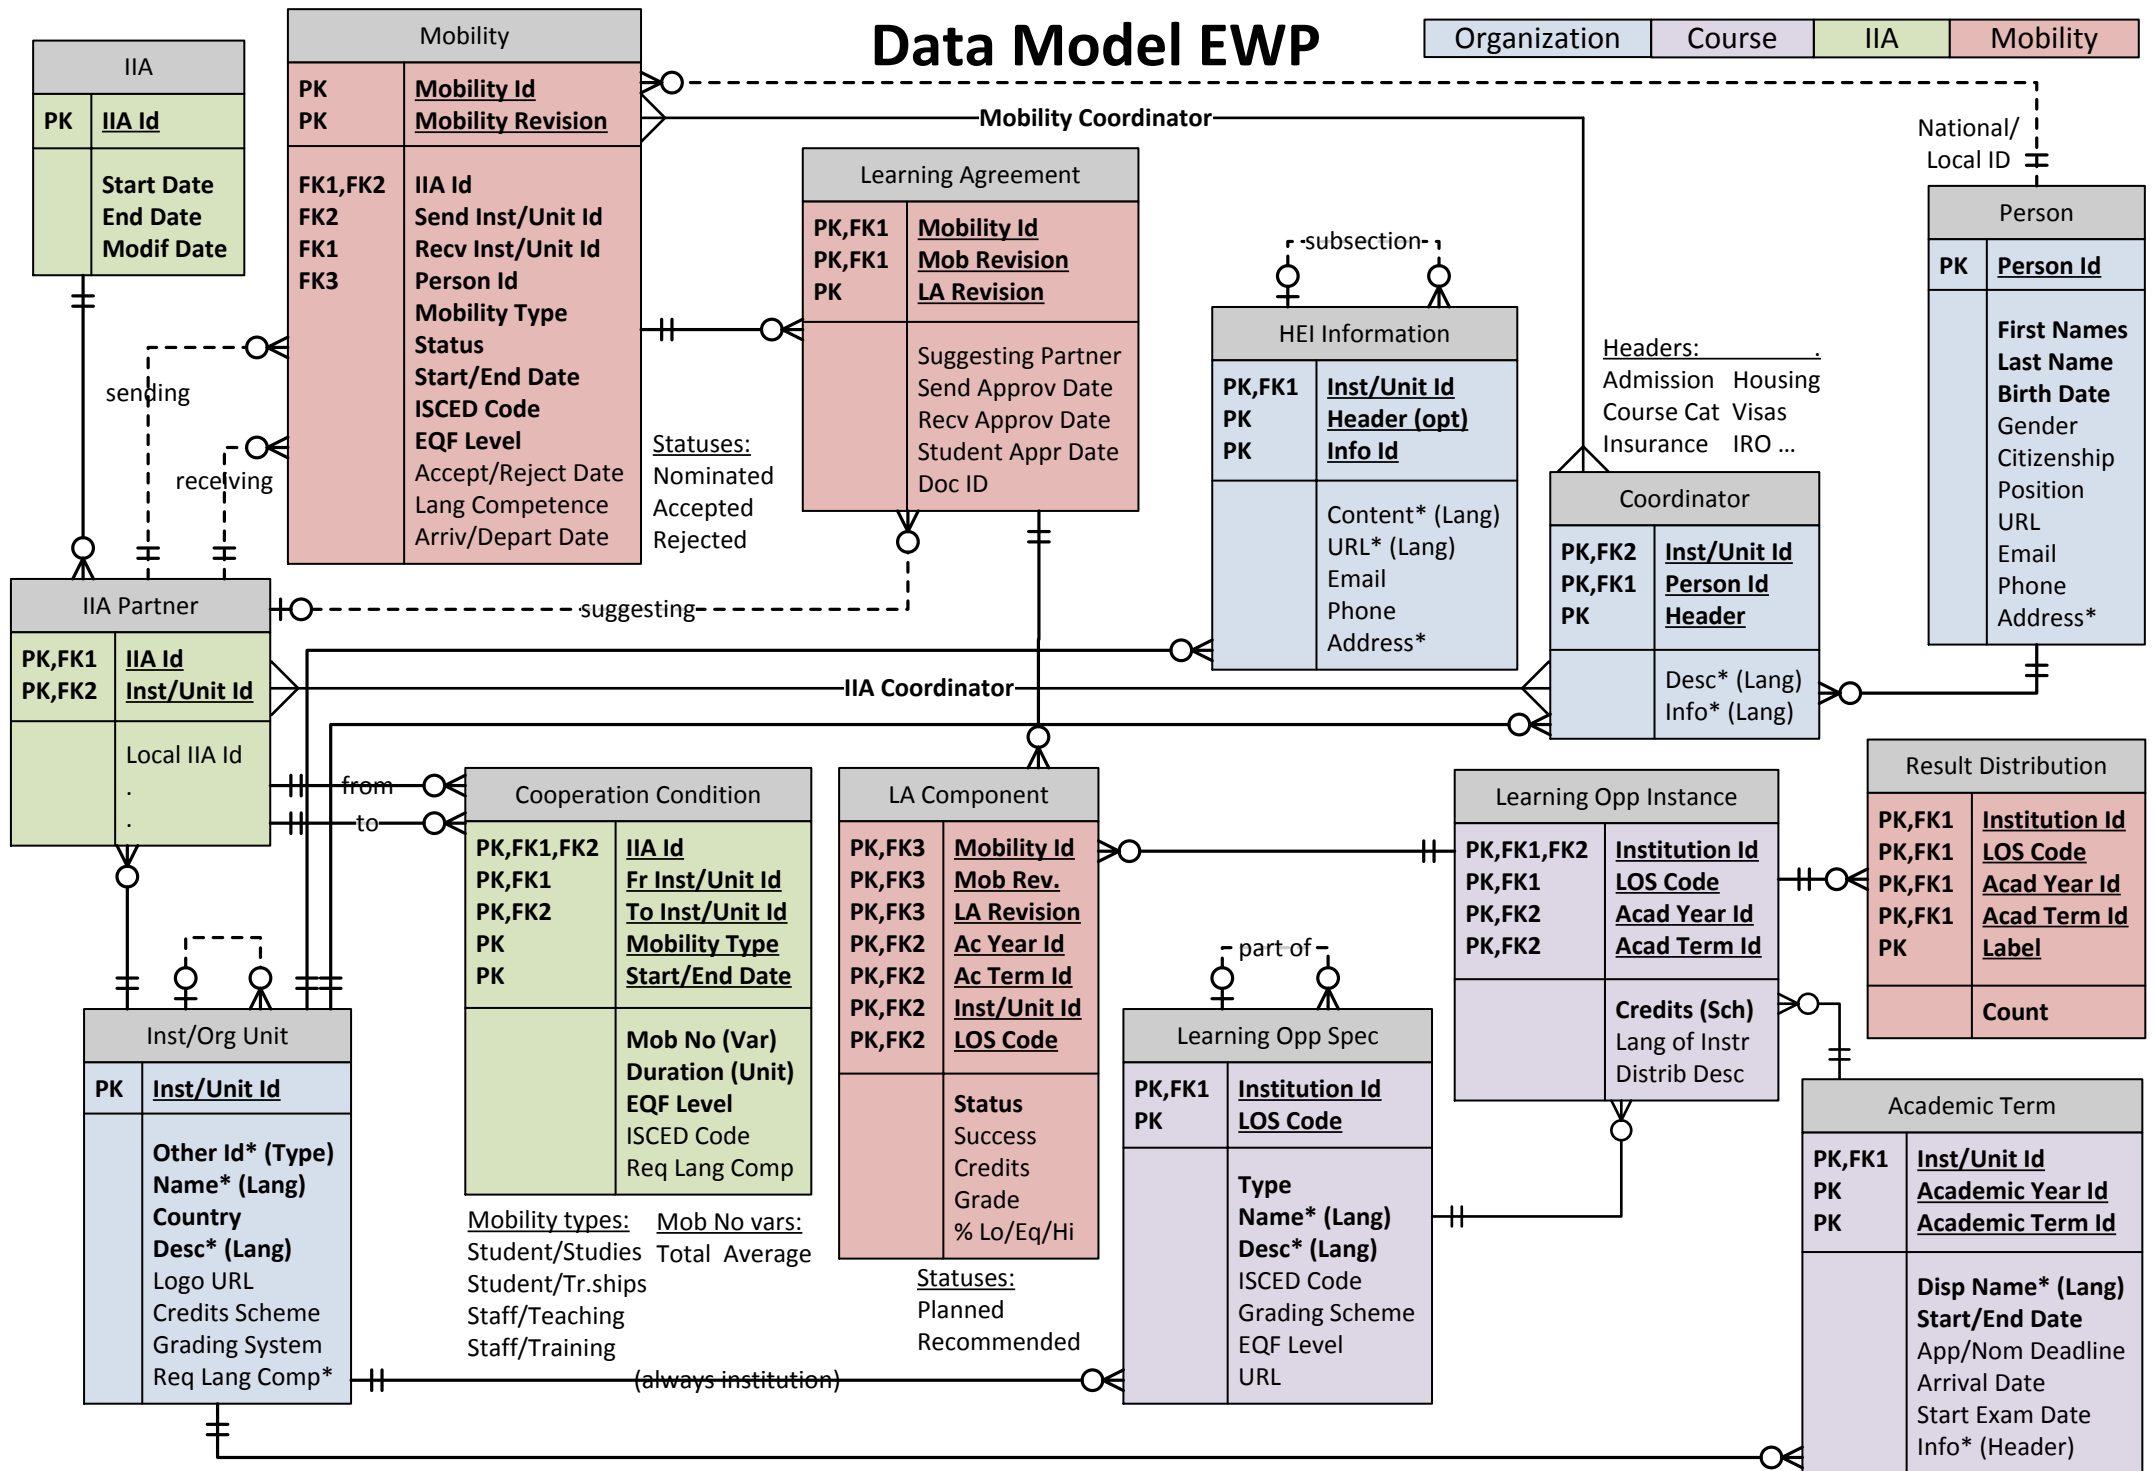 Data Model EWP
Organization Course IIA Mobility
IIA
PK IIA Id
Start Date
End Date
Modif Date
Mobility
PK Mobility Id
PK Mobility Revision
FK1,FK2 IIA Id
FK2 Send Inst/Unit Id
FK1 Recv Inst/Unit Id
FK3 Person Id
Mobility Type
Status
Start/End Date
ISCED Code
EQF Level
Accept/Reject Date
Lang Competence
Arriv/Depart Date
Statuses:
Nominated
Accepted
Rejected
Mobility Coordinator
Learning Agreement
PK,FK1 Mobility Id
PK,FK1 Mob Revision
PK LA Revision
Suggesting Partner
Send Approv Date
Recv Approv Date
Student Appr Date
Doc ID
subsection
HEI Information
PK,FK1 Inst/Unit Id
PK Header (opt)
PK Info Id
Content* (Lang)
URL* (Lang)
Email
Phone
Address*
Headers: .
Admission Housing
Course Cat Visas
Insurance IRO ...
National/
Local ID
Person
PK Person Id
First Names
Last Name
Birth Date
Gender
Citizenship
Position
URL
Email
Phone
Address*
Coordinator
PK,FK2 Inst/Unit Id
PK,FK1 Person Id
PK Header
Desc* (Lang)
Info* (Lang)
sending
receiving
suggesting
IIA Coordinator
IIA Partner
PK,FK1 IIA Id
PK,FK2 Inst/Unit Id
Local IIA Id
.
.
from
to
Cooperation Condition
PK,FK1,FK2 IIA Id
PK,FK1 Fr Inst/Unit Id
PK,FK2 To Inst/Unit Id
PK Mobility Type
PK Start/End Date
Mob No (Var)
Duration (Unit)
EQF Level
ISCED Code
Req Lang Comp
Mobility types:
Student/Studies
Student/Tr.ships
Staff/Teaching
Staff/Training
Mob No vars:
Total Average
LA Component
PK,FK3 Mobility Id
PK,FK3 Mob Rev.
PK,FK3 LA Revision
PK,FK2 Ac Year Id
PK,FK2 Ac Term Id
PK,FK2 Inst/Unit Id
PK,FK2 LOS Code
Status
Success
Credits
Grade
% Lo/Eq/Hi
Statuses:
Planned
Recommended
Learning Opp Instance
PK,FK1,FK2 Institution Id
PK,FK1 LOS Code
PK,FK2 Acad Year Id
PK,FK2 Acad Term Id
Credits (Sch)
Lang of Instr
Distrib Desc
Result Distribution
PK,FK1 Institution Id
PK,FK1 LOS Code
PK,FK1 Acad Year Id
PK,FK1 Acad Term Id
PK Label
Count
part of
Learning Opp Spec
PK,FK1 Institution Id
PK LOS Code
Type
Name* (Lang)
Desc* (Lang)
ISCED Code
Grading Scheme
EQF Level
URL
Inst/Org Unit
PK Inst/Unit Id
Other Id* (Type)
Name* (Lang)
Country
Desc* (Lang)
Logo URL
Credits Scheme
Grading System
Req Lang Comp*
(always institution)
Academic Term
PK,FK1 Inst/Unit Id
PK Academic Year Id
PK Academic Term Id
Disp Name* (Lang)
Start/End Date
App/Nom Deadline
Arrival Date
Start Exam Date
Info* (Header)